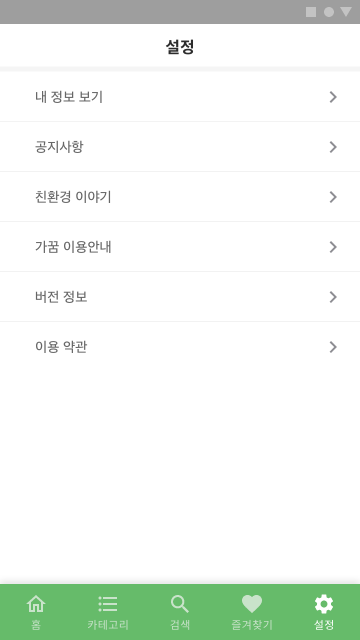 설정
내 정보 보기
공지사항
친환경 이야기
가꿈 이용안내
버전 정보
이용 약관
홈 카테고리 검색 즐겨찾기 설정